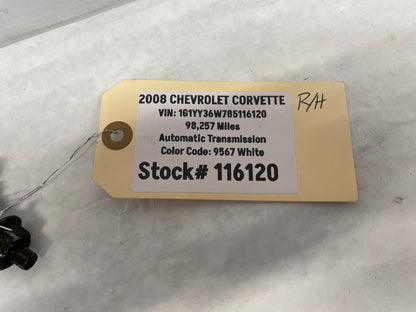 2008 CHEVROLET CORVETTE
R/H
VIN: 1G1YY36W785116120
98,257 Miles
Automatic Transmission
Color Code: 9567 White
Stock# 116120